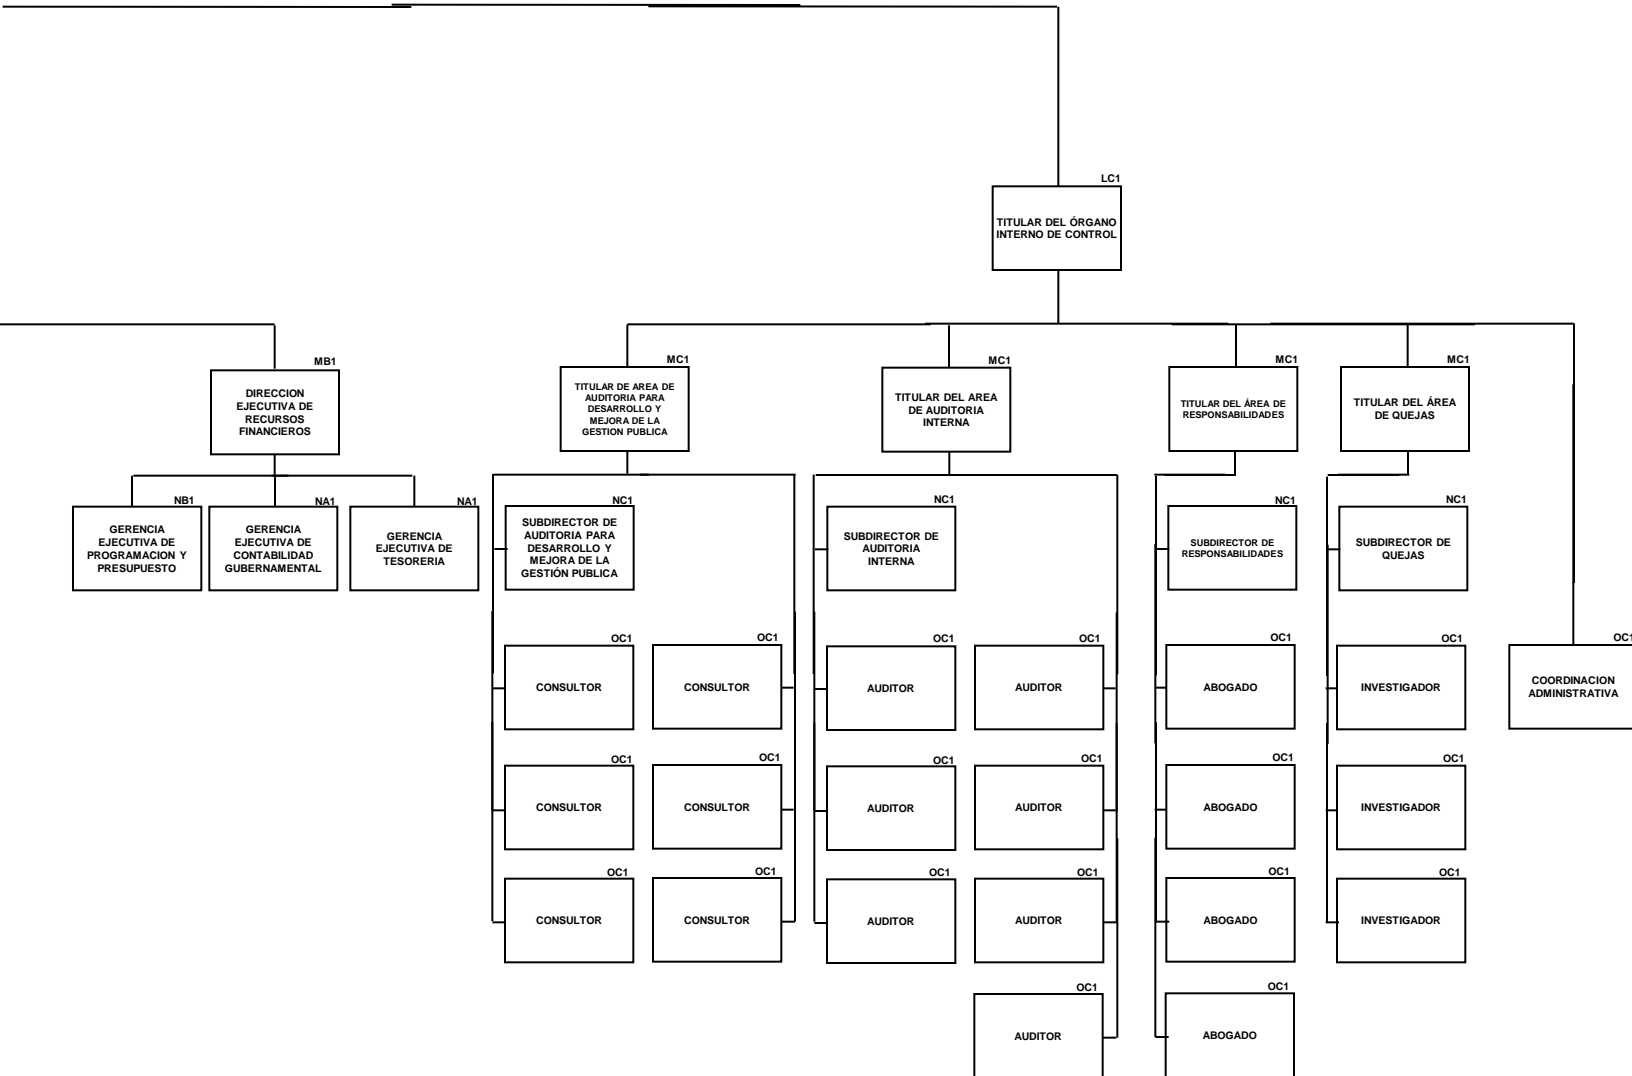 LC1
TITULAR DEL ÓRGANO
INTERNO DE CONTROL
MB1
DIRECCION
EJECUTIVA DE
RECURSOS
FINANCIEROS
MC1
TITULAR DE AREA DE
AUDITORIA PARA
DESARROLLO Y
MEJORA DE LA
GESTION PUBLICA
MC1
TITULAR DEL AREA
DE AUDITORIA
INTERNA
MC1
TITULAR DEL ÁREA DE
RESPONSABILIDADES
MC1
TITULAR DEL ÁREA
DE QUEJAS
NB1
GERENCIA
EJECUTIVA DE
PROGRAMACION Y
PRESUPUESTO
NA1
GERENCIA
EJECUTIVA DE
CONTABILIDAD
GUBERNAMENTAL
NA1
GERENCIA
EJECUTIVA DE
TESORERIA
NC1
SUBDIRECTOR DE
AUDITORIA PARA
DESARROLLO Y
MEJORA DE LA
GESTIÓN PUBLICA
NC1
SUBDIRECTOR DE
AUDITORIA
INTERNA
NC1
SUBDIRECTOR DE
RESPONSABILIDADES
NC1
SUBDIRECTOR DE
QUEJAS
OC1
CONSULTOR
OC1
CONSULTOR
OC1
AUDITOR
OC1
AUDITOR
OC1
ABOGADO
OC1
INVESTIGADOR
OC1
COORDINACION
ADMINISTRATIVA
OC1
CONSULTOR
OC1
CONSULTOR
OC1
AUDITOR
OC1
AUDITOR
OC1
ABOGADO
OC1
INVESTIGADOR
OC1
CONSULTOR
OC1
CONSULTOR
OC1
AUDITOR
OC1
AUDITOR
OC1
ABOGADO
OC1
INVESTIGADOR
OC1
AUDITOR
OC1
ABOGADO